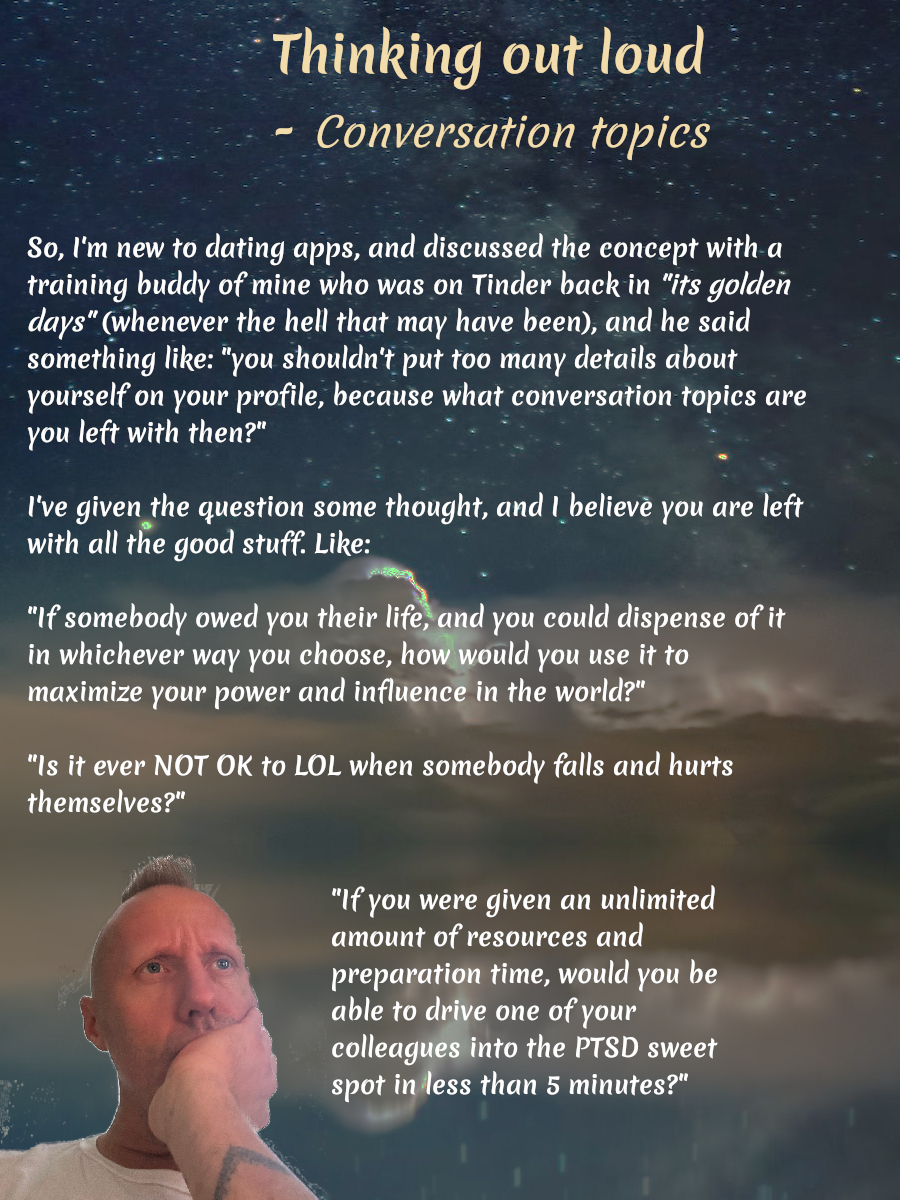 Thinking out loud
- Conversation topics
So, I'm new to dating apps, and discussed the concept with a
training buddy of mine who was on Tinder back in "its golden
days" (whenever the hell that may have been), and he said
something like: "you shouldn't put too many details about
yourself on your profile, because what conversation topics are
you left with then?"
I've given the question some thought, and I believe you are left
with all the good stuff. Like:
"If somebody owed you their life, and you could dispense of it
in whichever way you choose, how would you use it to
maximize your power and influence in the world?"
"Is it ever NOT OK to LOL when somebody falls and hurts
themselves?"
"If you were given an unlimited
amount of resources and
preparation time, would you be
able to drive one of your
colleagues into the PTSD sweet
spot in less than 5 minutes?"